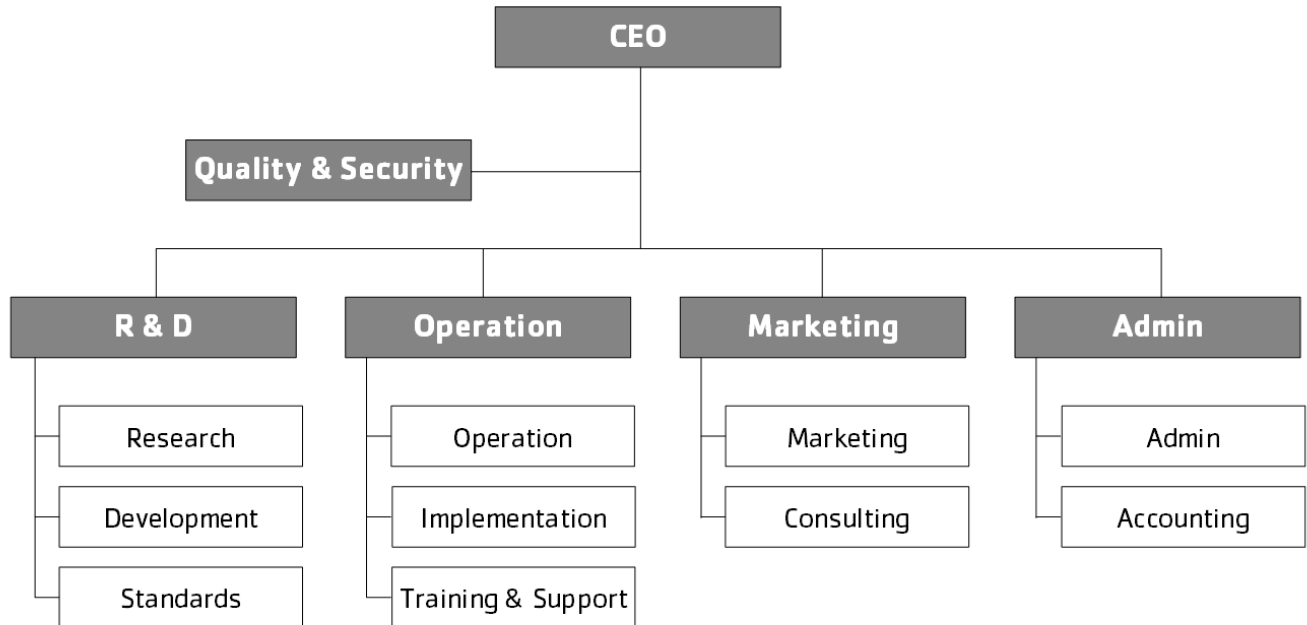 CEO
Quality & Security
R & D
Operation
Marketing
Admin
Research
Operation
Marketing
Admin
Development
Implementation
Consulting
Accounting
Standards
Training & Support